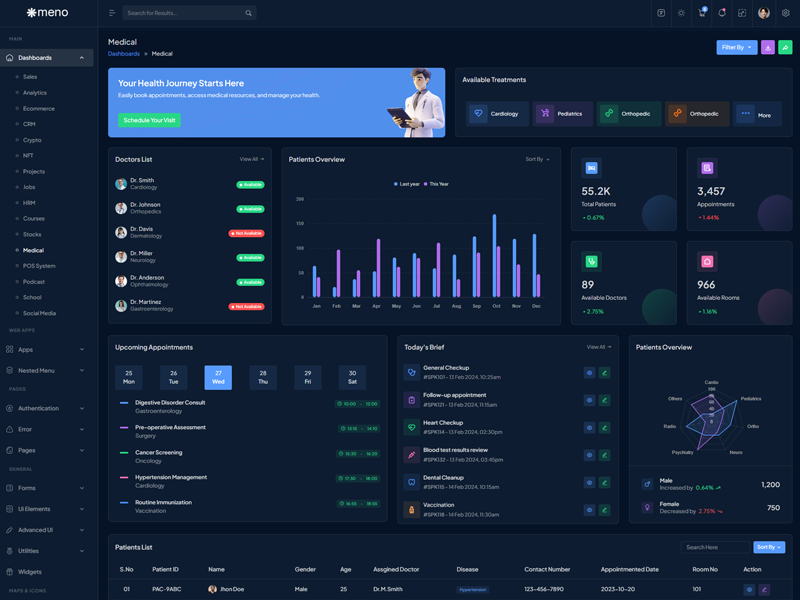 meno
Search for Results...
5
MAIN
Dashboards
Sales
Analytics
Ecommerce
CRM
Crypto
NFT
Projects
Jobs
HRM
Courses
Stocks
Medical
POS System
Podcast
School
Social Media
WEB APPS
Apps
Nested Menu
PAGES
Authentication
Error
Pages
GENERAL
Forms
Ui Elements
Advanced UI
Utilities
Widgets
MAPS & ICONS
Medical
Dashboards » Medical
Filter By
Your Health Journey Starts Here
Easily book appointments, access medical resources, and manage your health.
Schedule Your Visit
Available Treatments
Cardiology
Pediatrics
Orthopedic
Orthopedic
More
Doctors List
View All
Dr. Smith
Cardiology
Available
Dr. Johnson
Orthopedics
Available
Dr. Davis
Dermatology
Not Available
Dr. Miller
Neurology
Available
Dr. Anderson
Ophthalmology
Available
Dr. Martinez
Gastroenterology
Not Available
Patients Overview
Sort By
Last year This Year
200
150
100
50
0
Jan Feb Mar Apr May Jun Jul Aug Sep Oct Nov Dec
55.2K
Total Patients
0.67%
3,457
Appointments
1.44%
89
Available Doctors
2.75%
966
Available Rooms
1.16%
Upcoming Appointments
25 26 27 28 29 30
Mon Tue Wed Thu Fri Sat
Digestive Disorder Consult
Gastroenterology
10:00 - 12:00
Pre-operative Assessment
Surgery
13:15 - 14:10
Cancer Screening
Oncology
15:30 - 16:20
Hypertension Management
Cardiology
17:30 - 18:00
Routine Immunization
Vaccination
16:55 - 18:55
Today's Brief
View All
General Checkup
#SPK101 - 13 Feb 2024, 10:25am
Follow-up appointment
#SPK121 - 13 Feb 2024, 11:15am
Heart Checkup
#SPK114 - 13 Feb 2024, 02:30pm
Blood test results review
#SPK132 - 13 Feb 2024, 03:45pm
Dental Cleanup
#SPK115 - 14 Feb 2024, 10:15am
Vaccination
#SPK118 - 14 Feb 2024, 11:30am
Patients Overview
Cardio
100
80
60
40
20
0
Others
Pediatrics
Radio
Ortho
Psychiatry
Neuro
Male
Increased by 0.64%
1,200
Female
Decreased by 2.75%
750
Patients List
Search Here
Sort By
S.No Patient ID Name Gender Age Assgined Doctor Disease Contact Number Appointmented Date Room No Action
01 PAC-9ABC Jhon Doe Male 25 Dr.M.Smith Hypertension 123-456-7890 2023-10-20 101